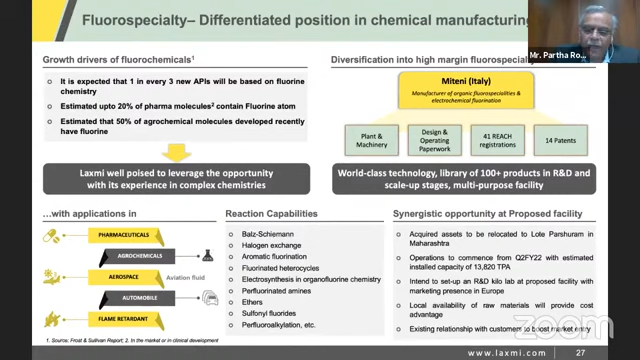 Fluorospecialty– Differentiated position in chemical manufacturing
Mr. Partha Ro...
Growth drivers of fluorochemicals1
It is expected that 1 in every 3 new APIs will be based on fluorine
chemistry
Estimated upto 20% of pharma molecules2 contain Fluorine atom
Estimated that 50% of agrochemical molecules developed recently
have fluorine
Laxmi well poised to leverage the opportunity
with its experience in complex chemistries
Diversification into high margin fluorospecialty
Miteni (Italy)
Manufacturer of organic fluorospecialities &
electrochemical fluorination
Plant &
Machinery
Design &
Operating
Paperwork
41 REACH
registrations
14 Patents
World-class technology, library of 100+ products in R&D and
scale-up stages, multi-purpose facility
...with applications in
PHARMACEUTICALS
AGROCHEMICALS
AEROSPACE
Aviation fluid
AUTOMOBILE
FLAME RETARDANT
Reaction Capabilities
Balz-Schiemann
Halogen exchange
Aromatic fluorination
Fluorinated heterocycles
Electrosynthesis in organofluorine chemistry
Perfluorinated amines
Ethers
Sulfonyl fluorides
Perfluoroalkylation, etc.
Synergistic opportunity at Proposed facility
Acquired assets to be relocated to Lote Parshuram in
Maharashtra
Operations to commence from Q2FY22 with estimated
installed capacity of 13,820 TPA
Intend to set-up an R&D kilo lab at proposed facility with
marketing presence in Europe
Local availability of raw materials will provide cost
advantage
Existing relationship with customers to boost market entry
zoom
1. Source: Frost & Sullivan Report; 2. In the market or in clinical development
www.laxmi.com
27